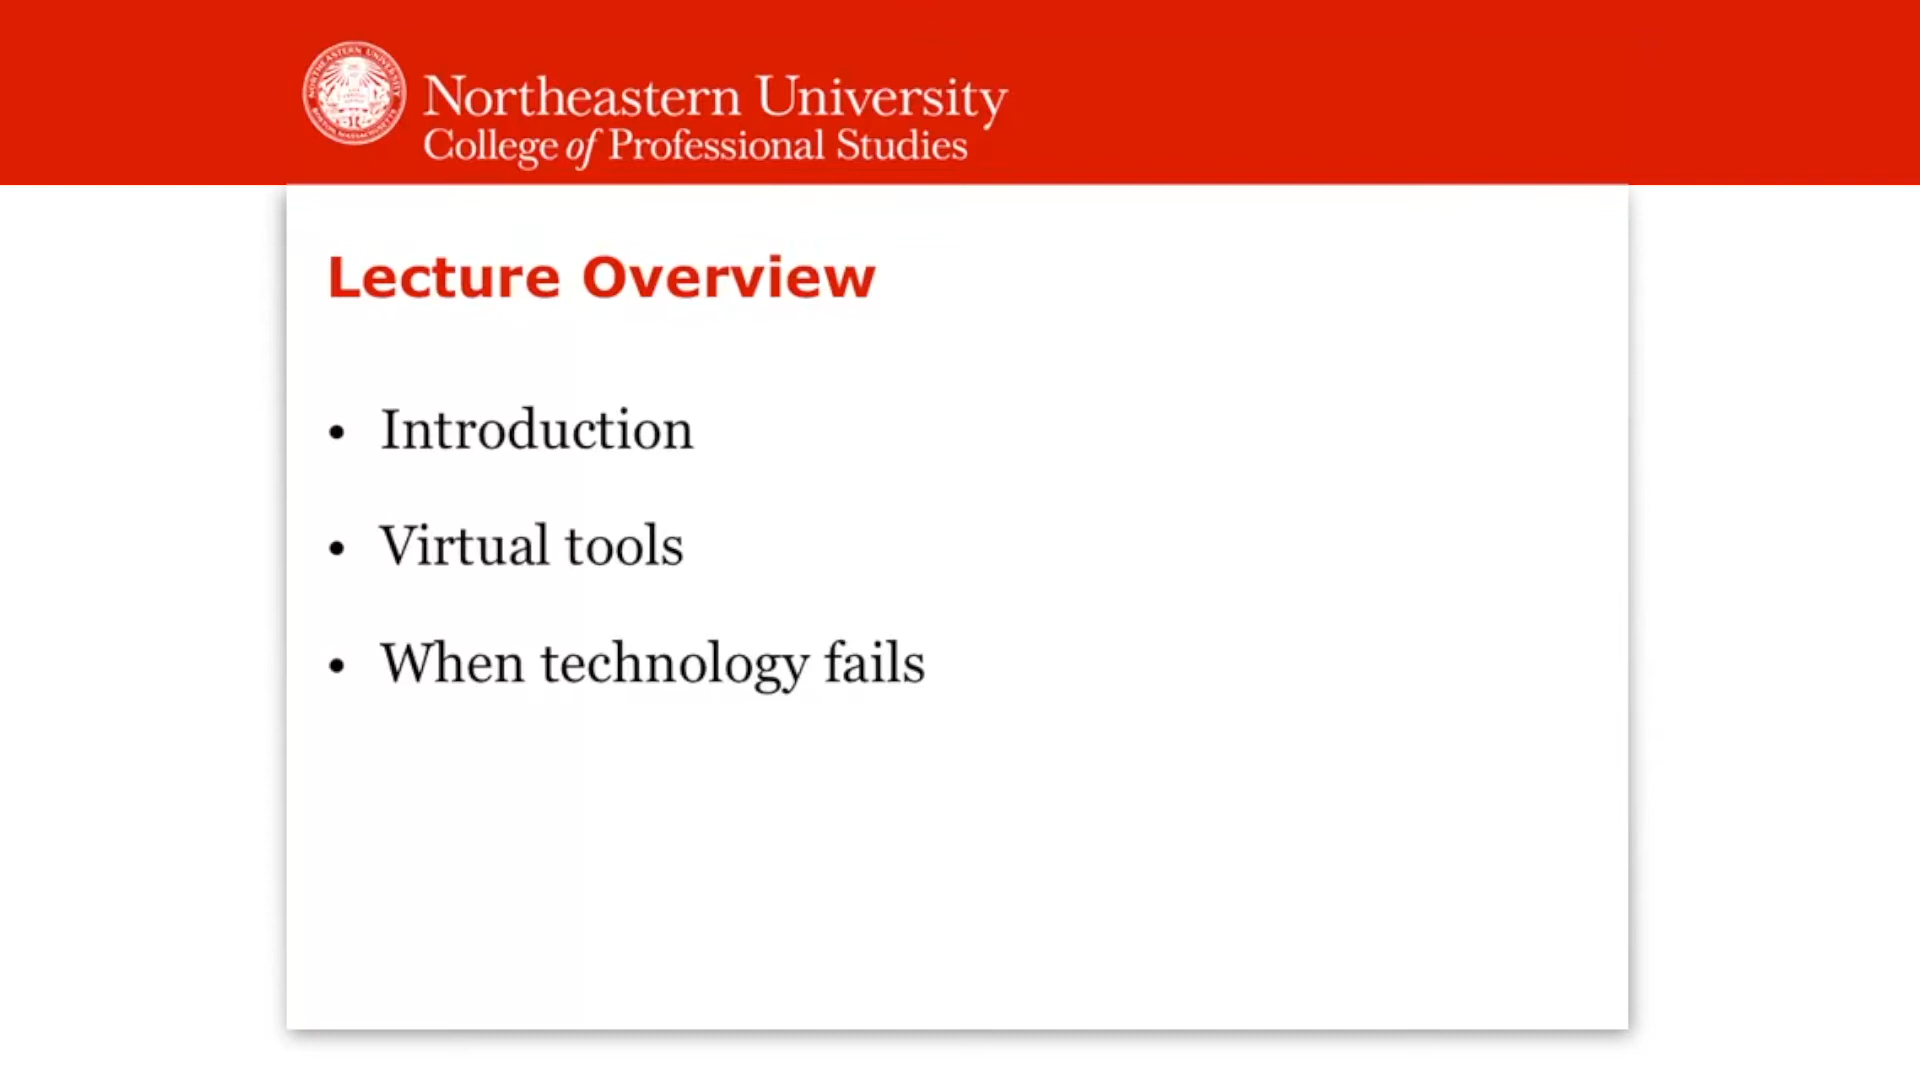 Northeastern University
College of Professional Studies
Lecture Overview
• Introduction
• Virtual tools
• When technology fails